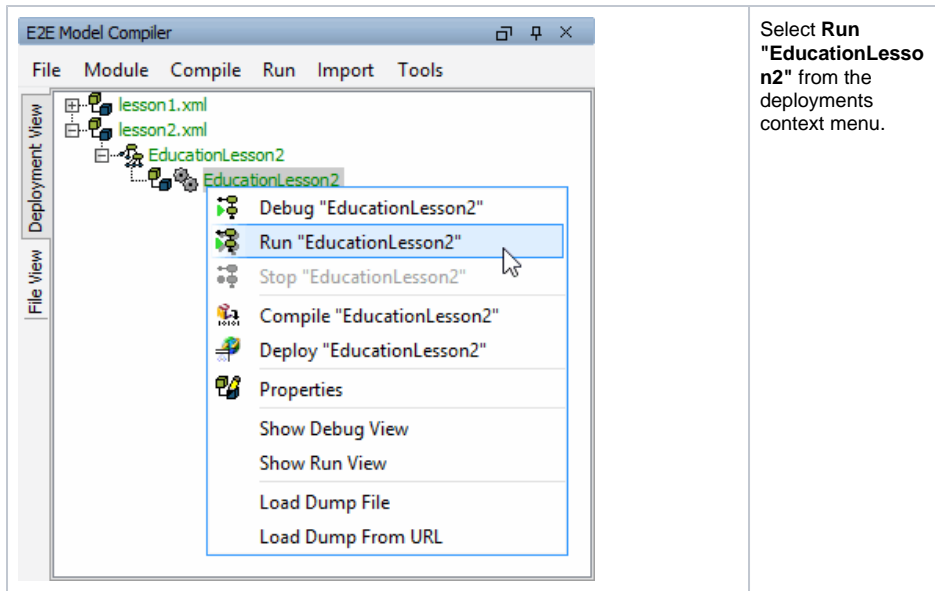 E2E Model Compiler
File Module Compile Run Import Tools
Deployment View
File View
lesson1.xml
lesson2.xml
EducationLesson2
EducationLesson2
Debug "EducationLesson2"
Run "EducationLesson2"
Stop "EducationLesson2"
Compile "EducationLesson2"
Deploy "EducationLesson2"
Properties
Show Debug View
Show Run View
Load Dump File
Load Dump From URL
Select Run
"EducationLesso
n2" from the
deployments
context menu.